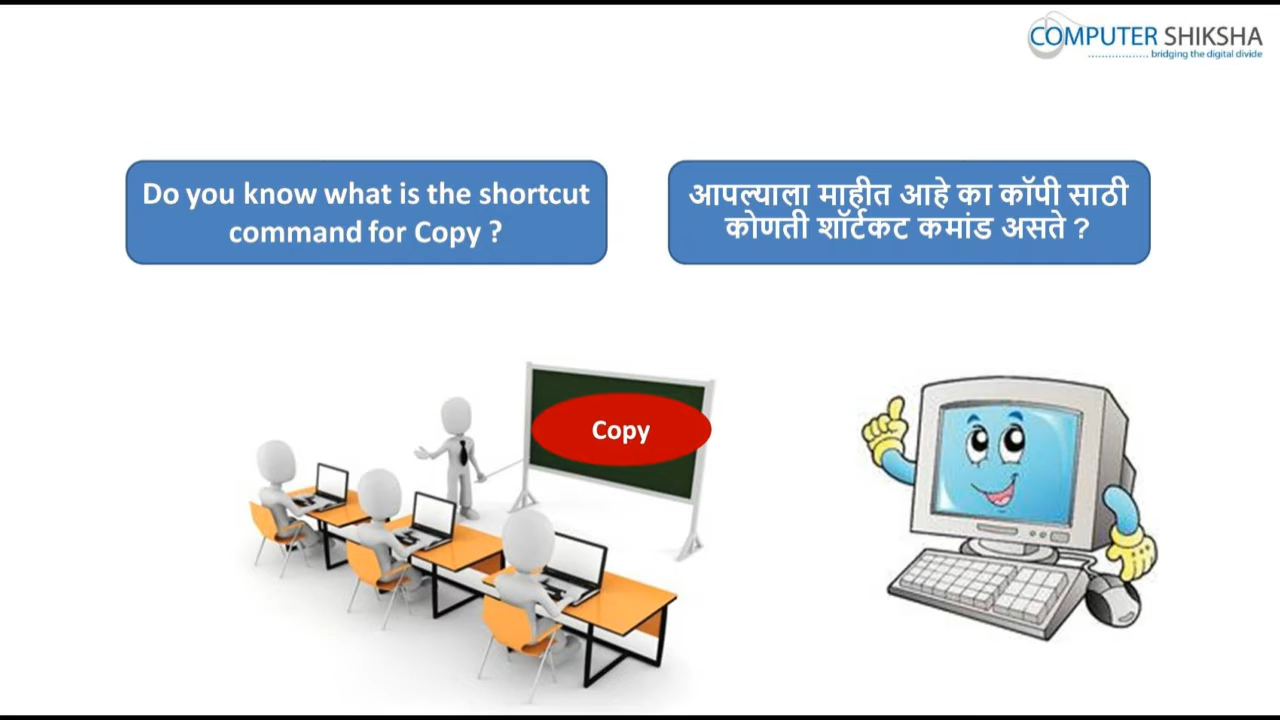 COMPUTER SHIKSHA
bridging the digital divide
Do you know what is the shortcut
command for Copy ?
आपल्याला माहीत आहे का कॉपी साठी
कोणती शॉर्टकट कमांड असते ?
Copy